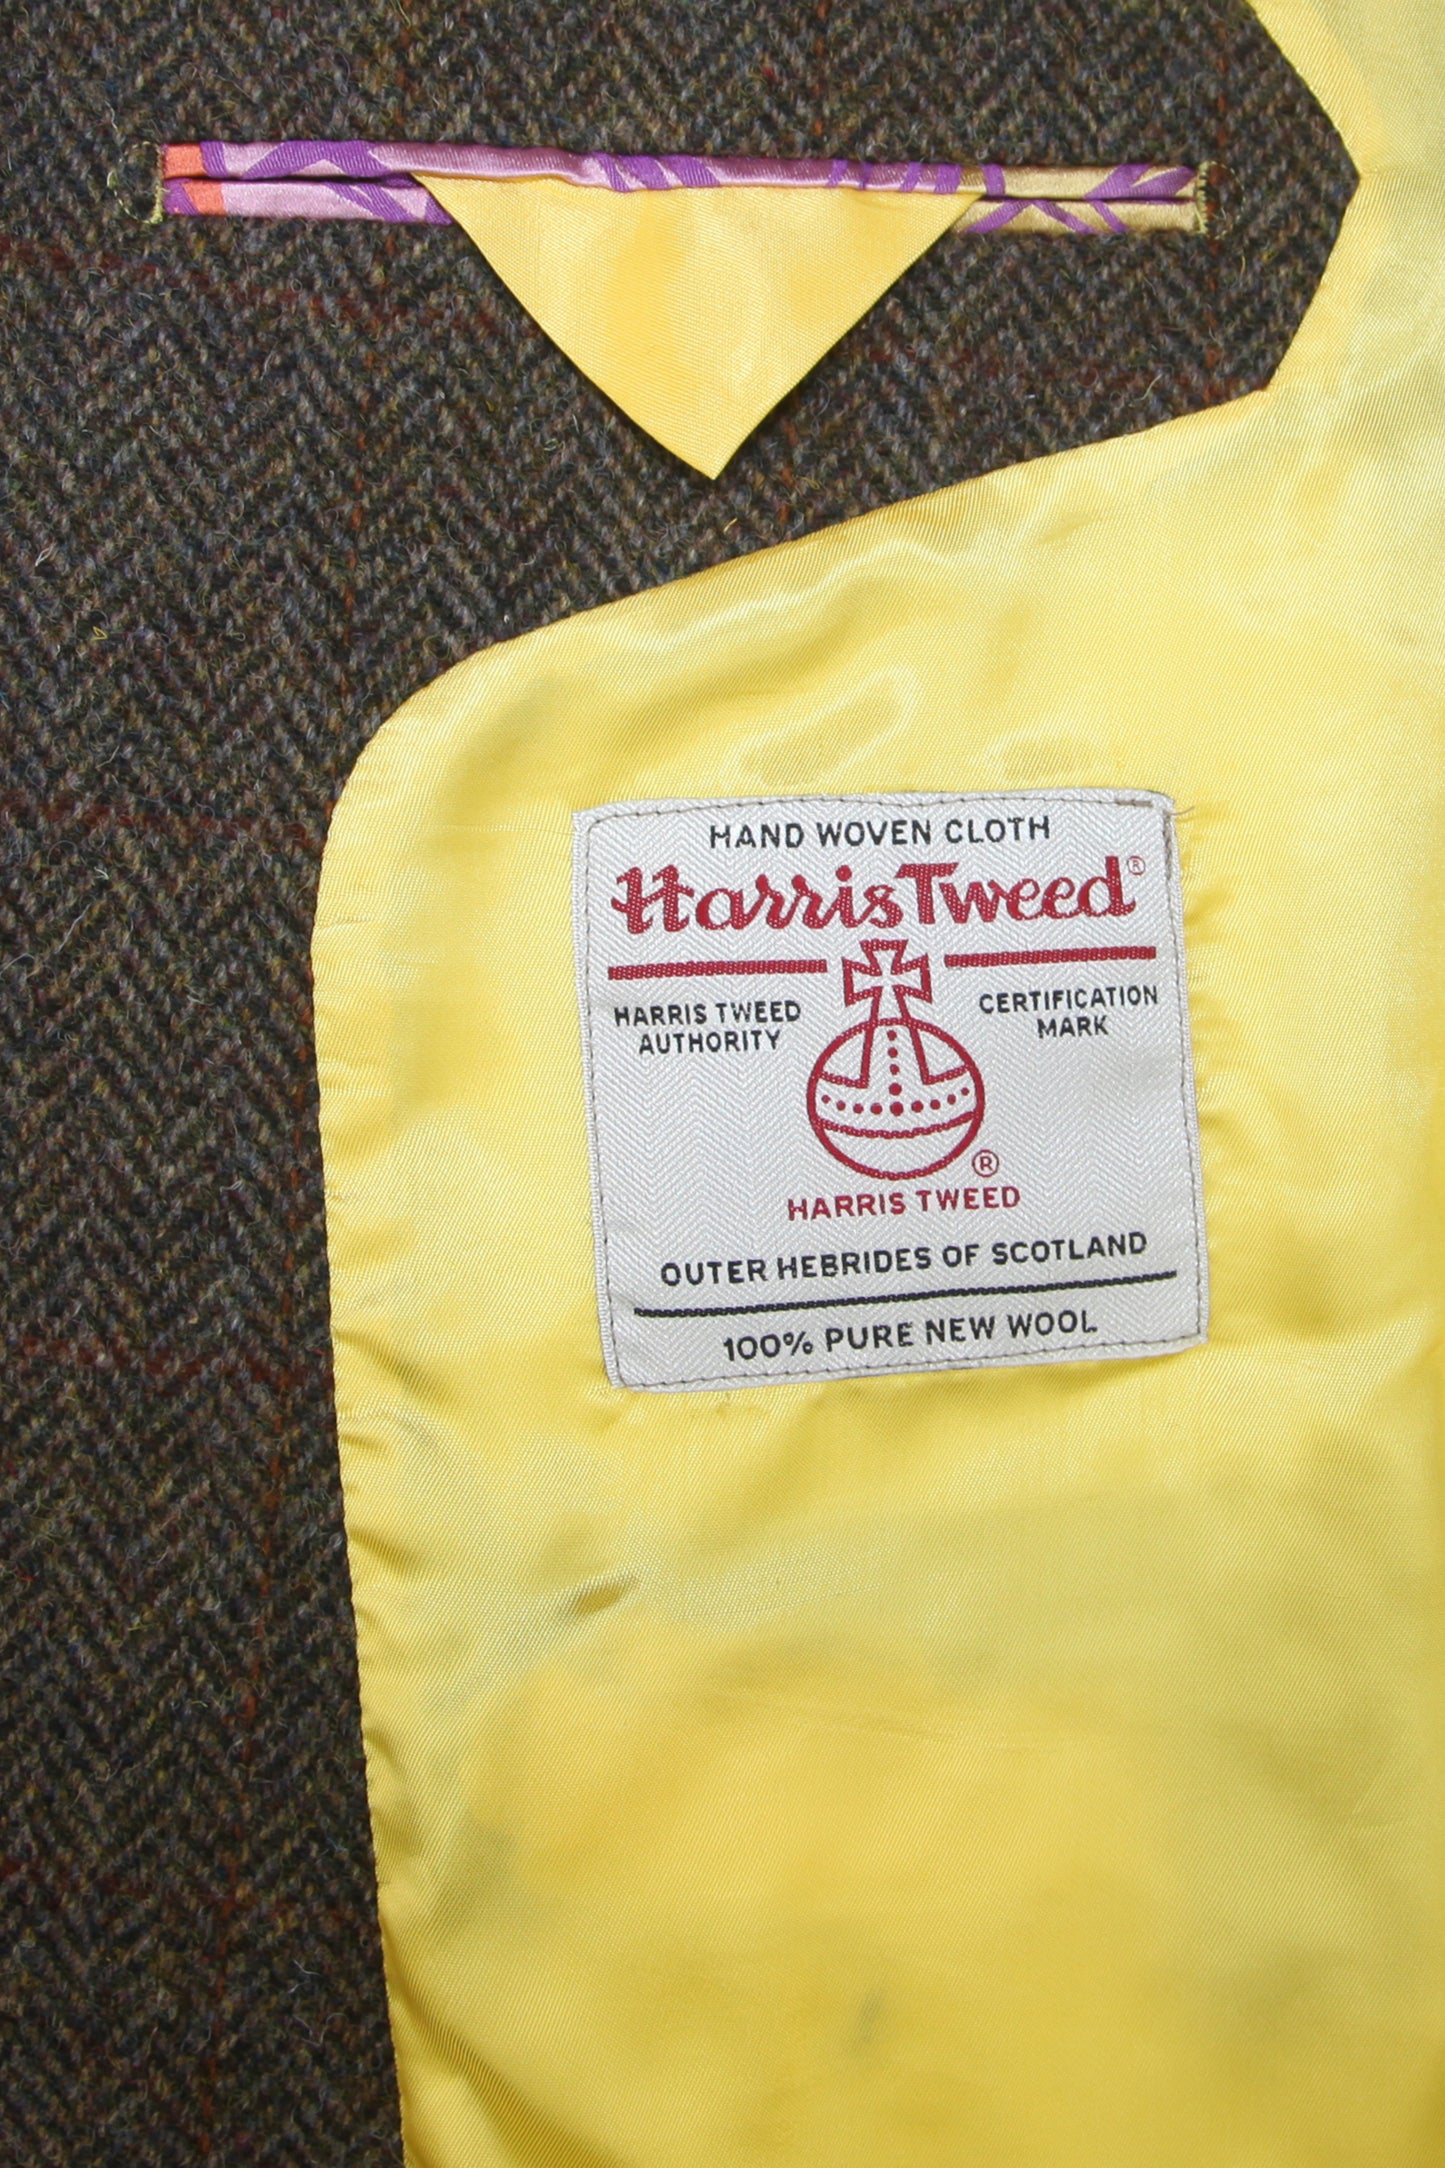 HAND WOVEN CLOTH
Harris Tweed®
HARRIS TWEED
AUTHORITY
CERTIFICATION
MARK
®
HARRIS TWEED
OUTER HEBRIDES OF SCOTLAND
100% PURE NEW WOOL